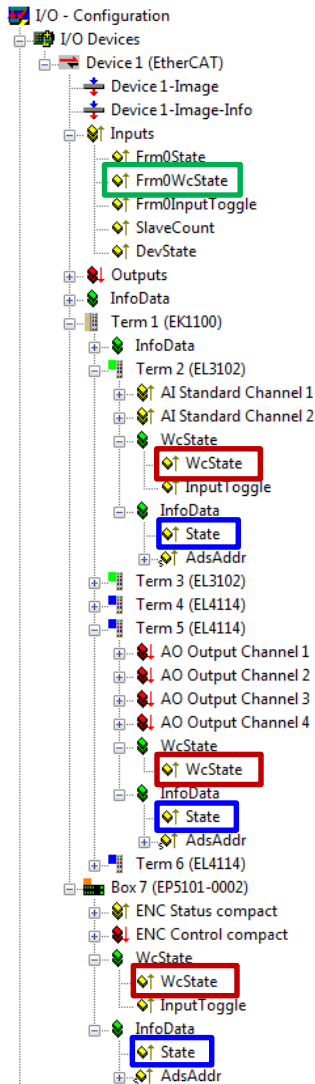 I/O - Configuration
I/O Devices
Device 1 (EtherCAT)
Device 1-Image
Device 1-Image-Info
Inputs
Frm0State
Frm0WcState
Frm0InputToggle
SlaveCount
DevState
Outputs
InfoData
Term 1 (EK1100)
InfoData
Term 2 (EL3102)
AI Standard Channel 1
AI Standard Channel 2
WcState
WcState
InputToggle
InfoData
State
AdsAddr
Term 3 (EL3102)
Term 4 (EL4114)
Term 5 (EL4114)
AO Output Channel 1
AO Output Channel 2
AO Output Channel 3
AO Output Channel 4
WcState
WcState
InfoData
State
AdsAddr
Term 6 (EL4114)
Box 7 (EP5101-0002)
ENC Status compact
ENC Control compact
WcState
WcState
InputToggle
InfoData
State
AdsAddr